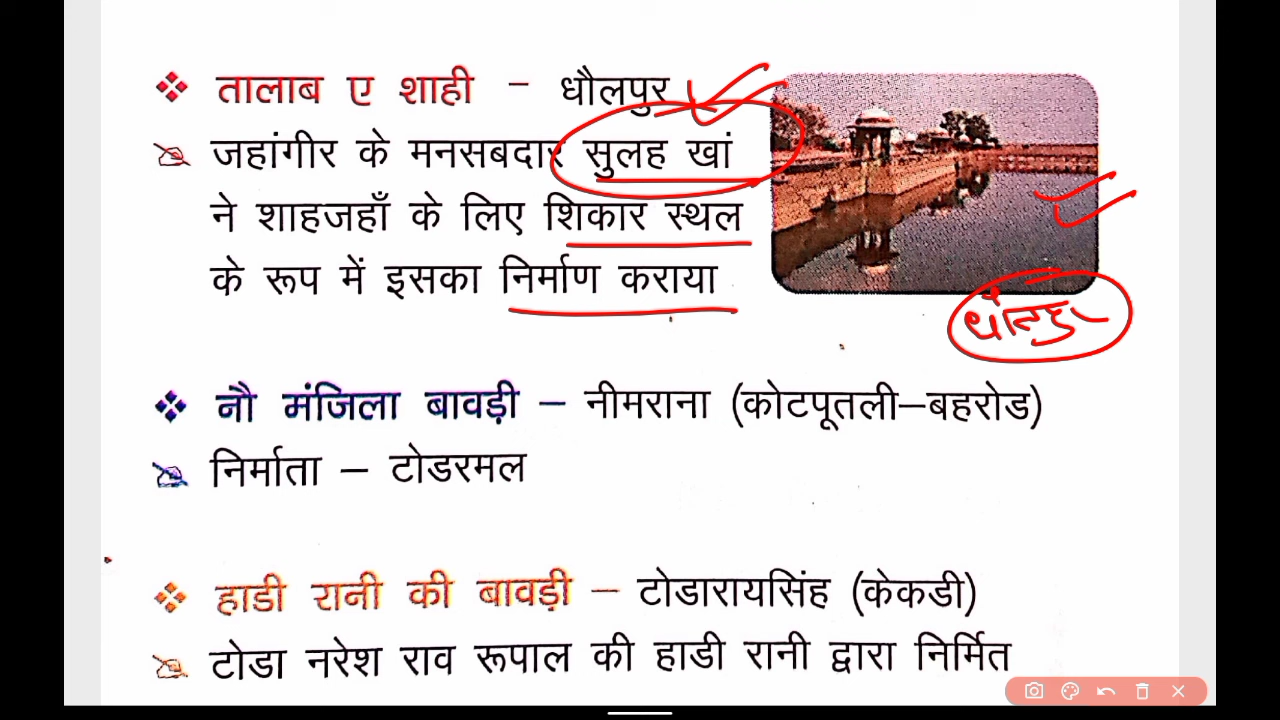 तालाब ए शाही - धौलपुर
जहांगीर के मनसबदार सुलह खां
ने शाहजहाँ के लिए शिकार स्थल
के रूप में इसका निर्माण कराया
नौ मंजिला बावड़ी – नीमराना (कोटपूतली–बहरोड)
निर्माता – टोडरमल
हाडी रानी की बावड़ी – टोडारायसिंह (केकडी)
टोडा नरेश राव रूपाल की हाडी रानी द्वारा निर्मित